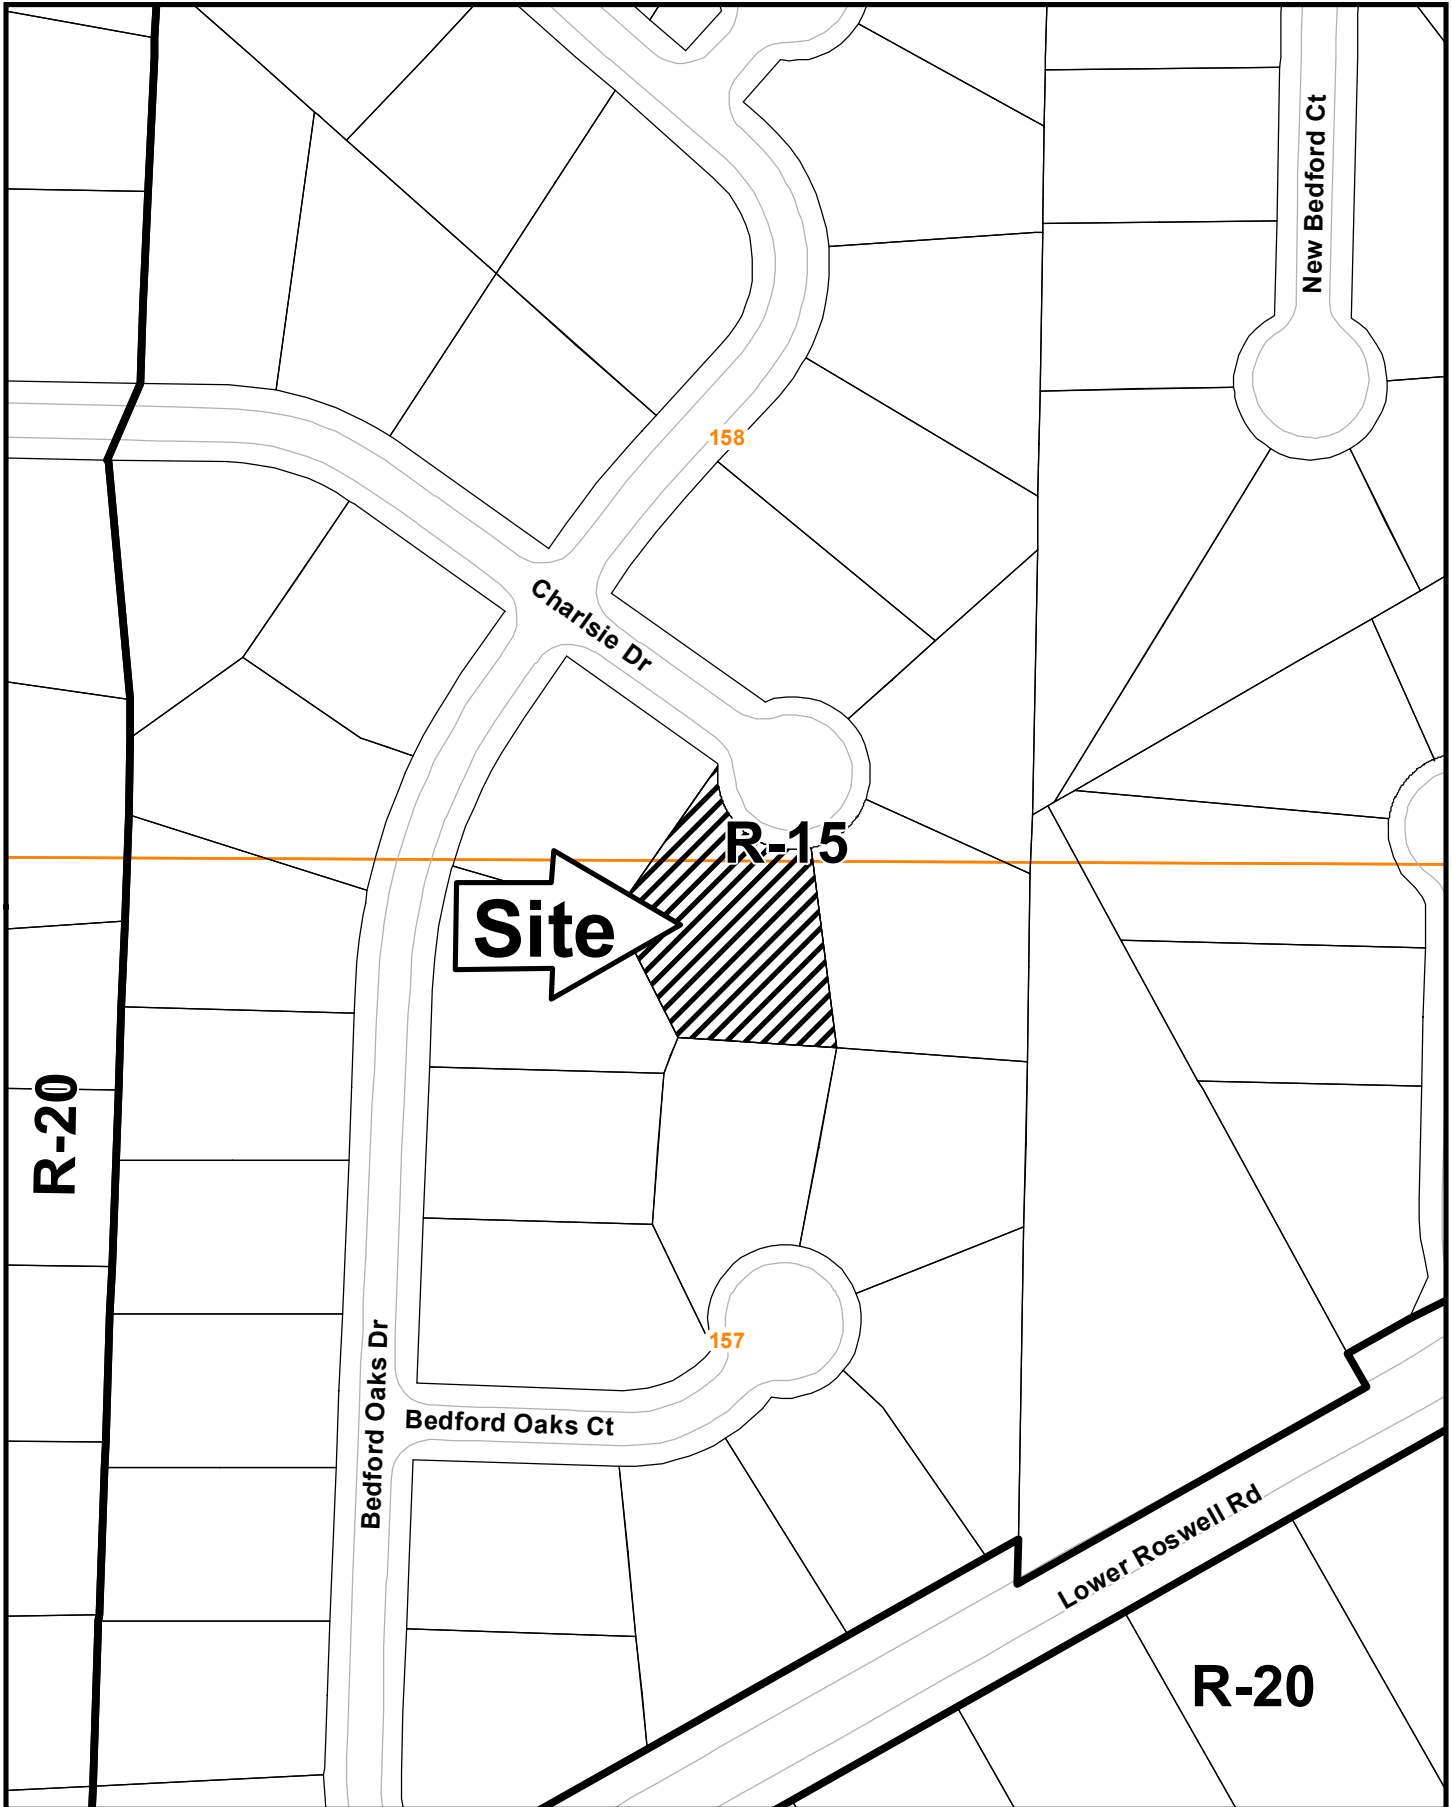 New Bedford Ct
158
Charlsie Dr
R-15
Site
R-20
157
Bedford Oaks Dr
Bedford Oaks Ct
Lower Roswell Rd
R-20